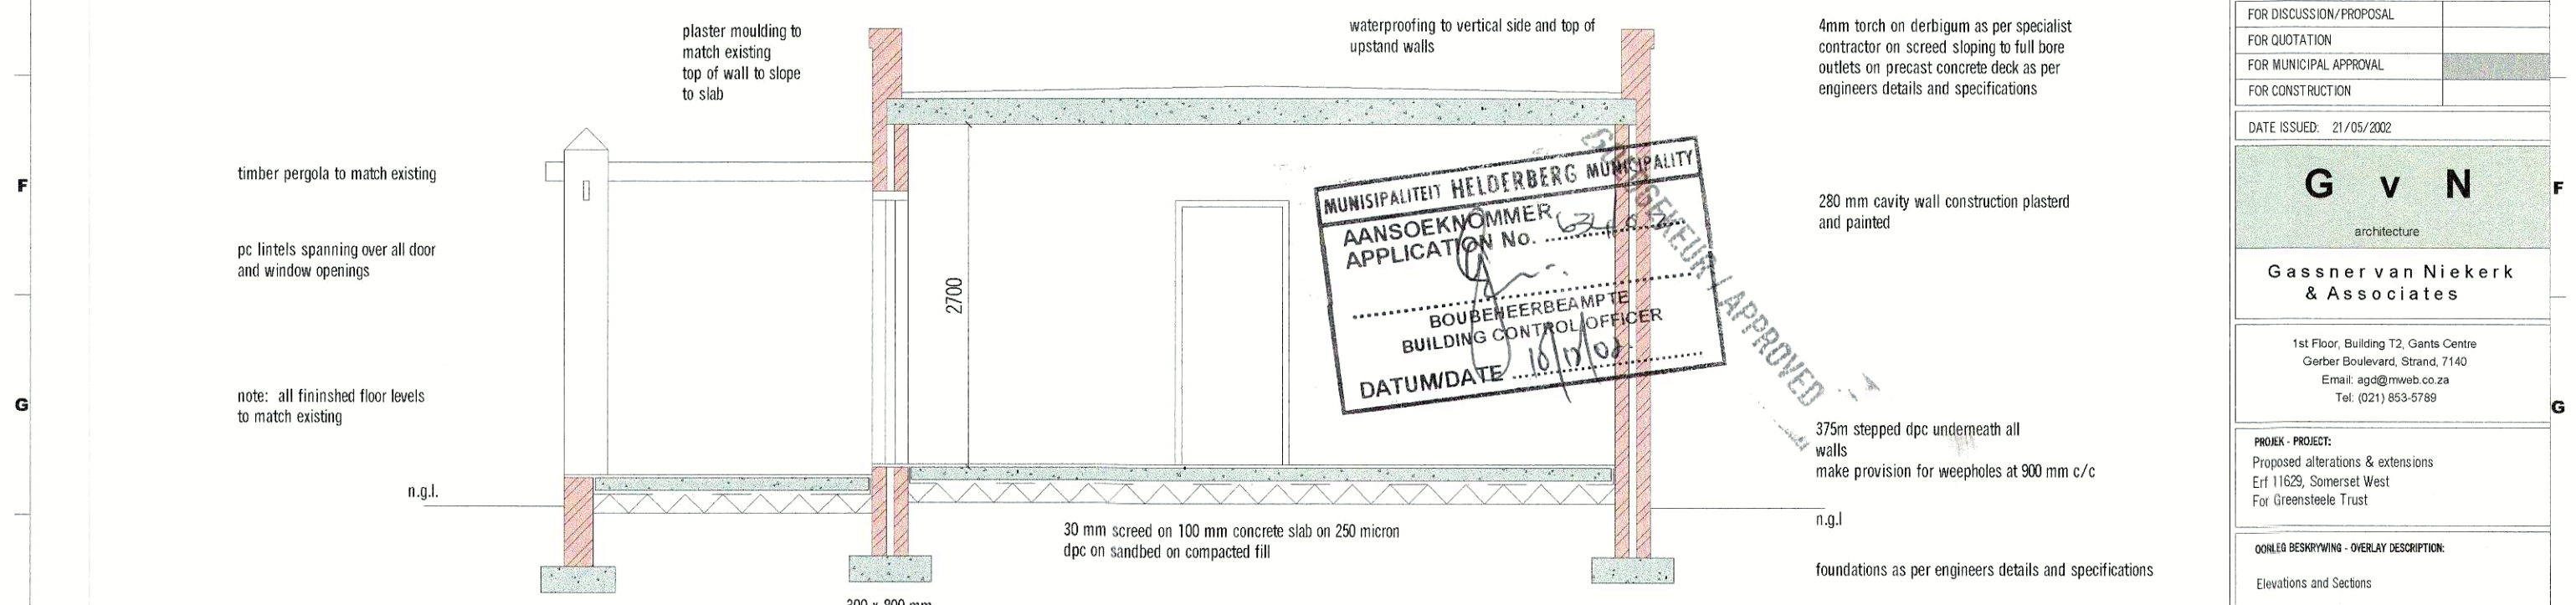 plaster moulding to
match existing
top of wall to slope
to slab
waterproofing to vertical side and top of
upstand walls
4mm torch on derbigum as per specialist
contractor on screed sloping to full bore
outlets on precast concrete deck as per
engineers details and specifications
timber pergola to match existing
pc lintels spanning over all door
and window openings
note: all fininshed floor levels
to match existing
n.g.l.
2700
MUNISIPALITEIT HELDERBERG MUNICIPALITY
AANSOEKNOMMER
APPLICATION No.
BOUBEHEERBEAMPTE
BUILDING CONTROL OFFICER
DATUM/DATE
GOEDGEKEUR / APPROVED
280 mm cavity wall construction plasterd
and painted
375m stepped dpc underneath all
walls
make provision for weepholes at 900 mm c/c
n.g.l
30 mm screed on 100 mm concrete slab on 250 micron
dpc on sandbed on compacted fill
foundations as per engineers details and specifications
F
G
FOR DISCUSSION/PROPOSAL
FOR QUOTATION
FOR MUNICIPAL APPROVAL
FOR CONSTRUCTION
DATE ISSUED: 21/05/2002
G v N
architecture
Gassner van Niekerk
& Associates
1st Floor, Building T2, Gants Centre
Gerber Boulevard, Strand, 7140
Email: agd@mweb.co.za
Tel: (021) 853-5789
PROJEK - PROJECT:
Proposed alterations & extensions
Erf 11629, Somerset West
For Greensteele Trust
OORLEG BESKRYWING - OVERLAY DESCRIPTION:
Elevations and Sections
F
G